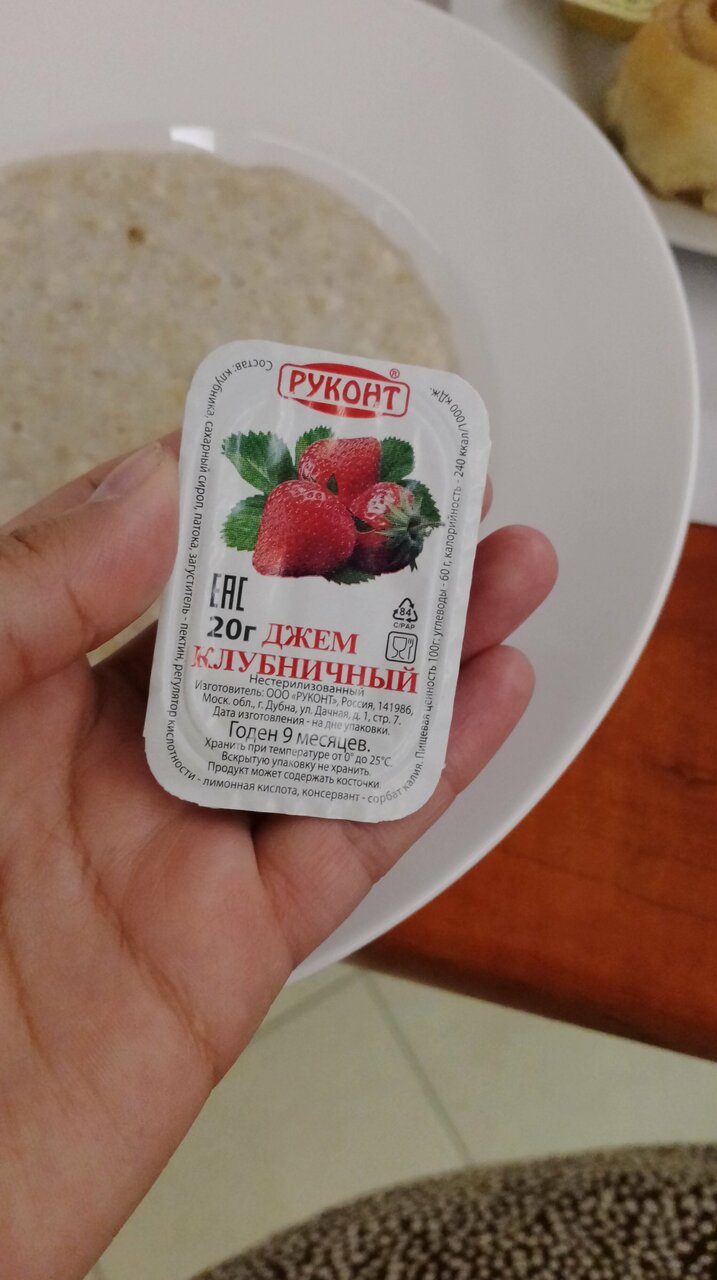 РУКОНТ®
ЕАС
84
C/PAP
20г ДЖЕМ
КЛУБНИЧНЫЙ
Нестерилизованный
Изготовитель: ООО «РУКОНТ», Россия, 141986,
Моск. обл., г. Дубна, ул. Дачная, д. 1, стр. 7.
Дата изготовления - на дне упаковки.
Годен 9 месяцев.
Хранить при температуре от 0° до 25°С.
Вскрытую упаковку не хранить.
Продукт может содержать косточки.
Состав: клубника, сахарный сироп, патока, загуститель - пектин, регулятор кислотности - лимонная кислота, консервант - сорбат калия. Пищевая ценность 100г: углеводы - 60 г, калорийность - 240 ккал/1000 кДж.